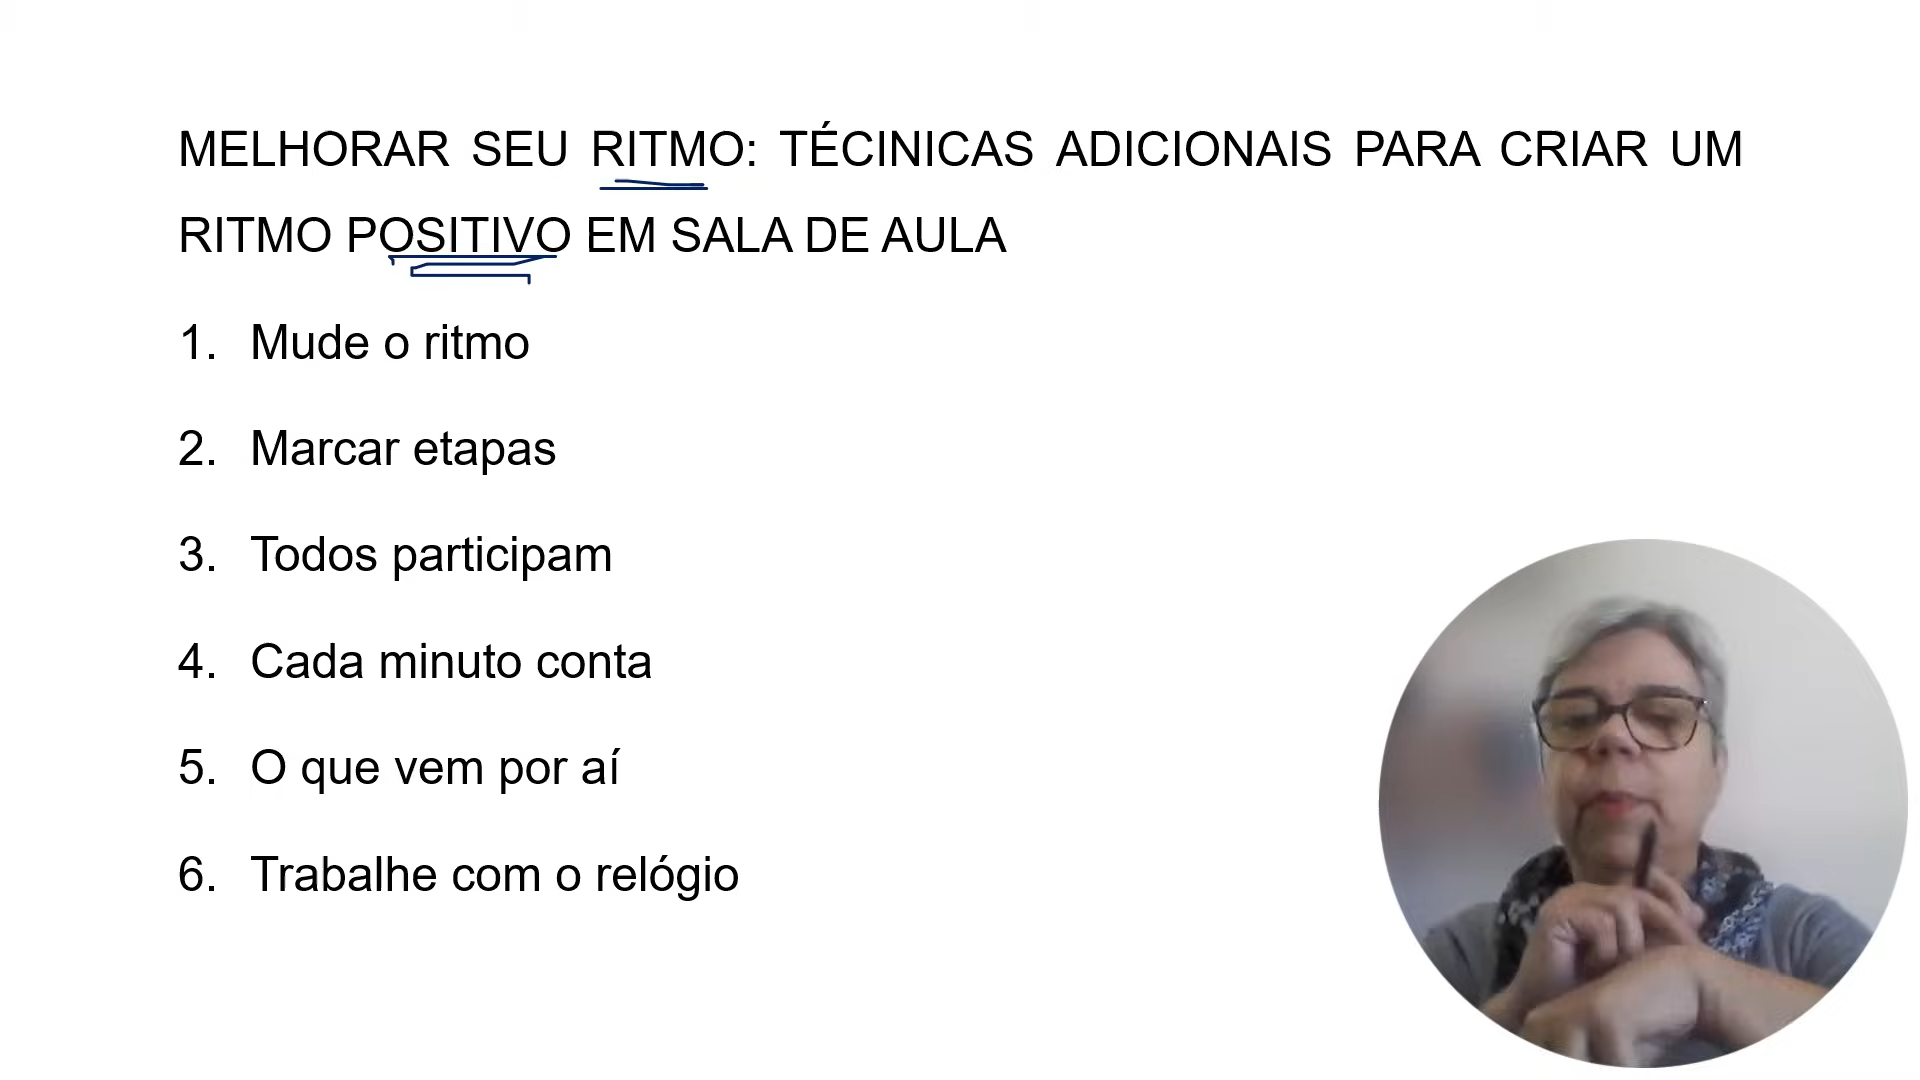 MELHORAR SEU RITMO: TÉCINICAS ADICIONAIS PARA CRIAR UM
RITMO POSITIVO EM SALA DE AULA
1. Mude o ritmo
2. Marcar etapas
3. Todos participam
4. Cada minuto conta
5. O que vem por aí
6. Trabalhe com o relógio